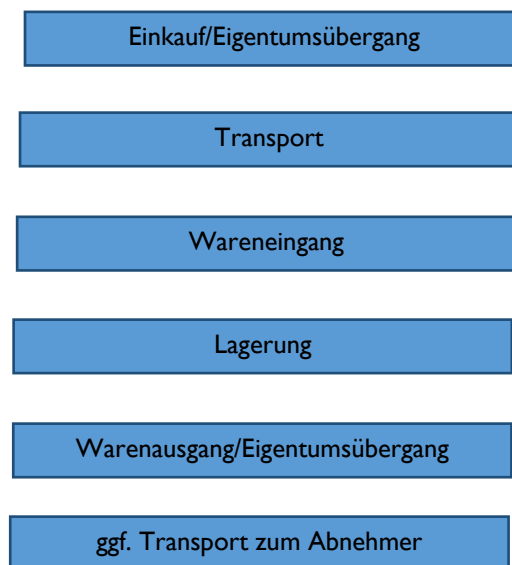 Einkauf/Eigentumsübergang
Transport
Wareneingang
Lagerung
Warenausgang/Eigentumsübergang
ggf. Transport zum Abnehmer